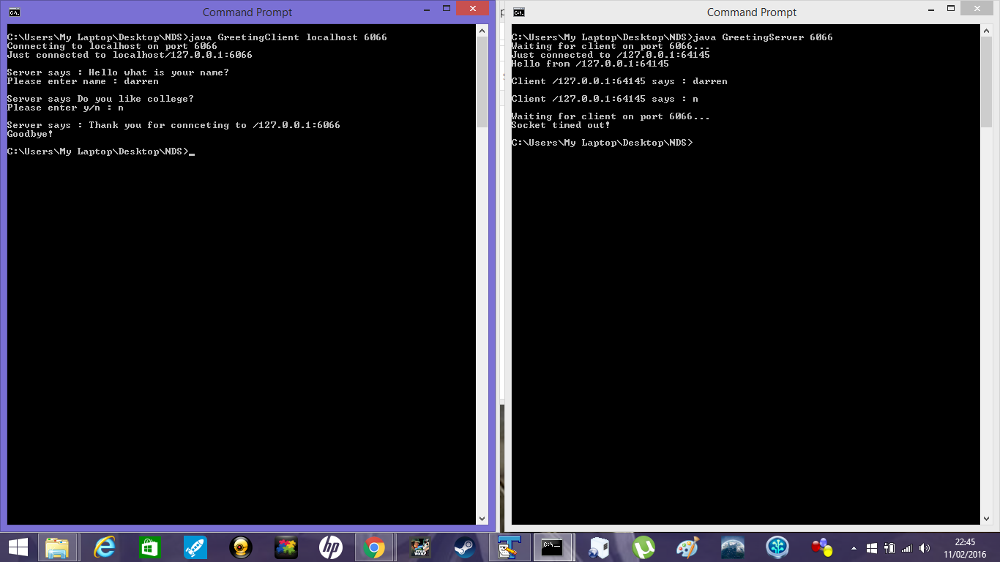 Command Prompt
C:\Users\My Laptop\Desktop\NDS>java GreetingClient localhost 6066
Connecting to localhost on port 6066
Just connected to localhost/127.0.0.1:6066
Server says : Hello what is your name?
Please enter name : darren
Server says Do you like college?
Please enter y/n : n
Server says : Thank you for connceting to /127.0.0.1:6066
Goodbye!
C:\Users\My Laptop\Desktop\NDS>_
Command Prompt
C:\Users\My Laptop\Desktop\NDS>java GreetingServer 6066
Waiting for client on port 6066...
Just connected to /127.0.0.1:64145
Hello from /127.0.0.1:64145
Client /127.0.0.1:64145 says : darren
Client /127.0.0.1:64145 says : n
Waiting for client on port 6066...
Socket timed out!
C:\Users\My Laptop\Desktop\NDS>
hp
22:45
11/02/2016